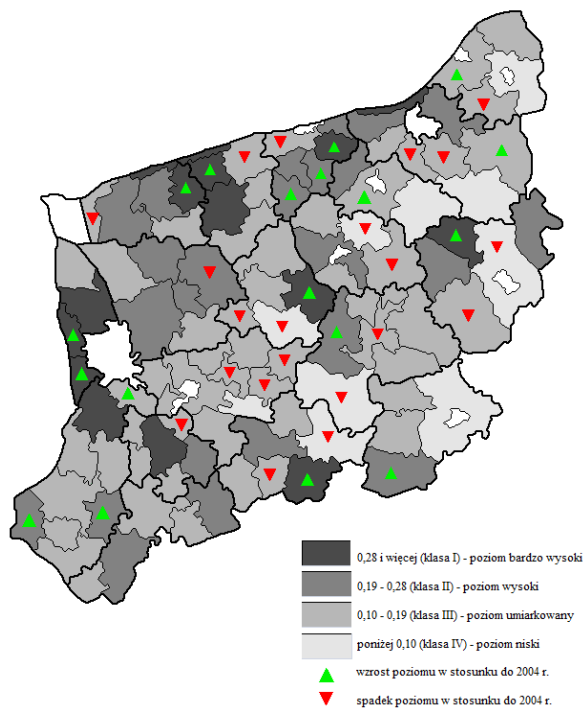 0,28 i więcej (klasa I) - poziom bardzo wysoki
0,19 - 0,28 (klasa II) - poziom wysoki
0,10 - 0,19 (klasa III) - poziom umiarkowany
poniżej 0,10 (klasa IV) - poziom niski
wzrost poziomu w stosunku do 2004 r.
spadek poziomu w stosunku do 2004 r.